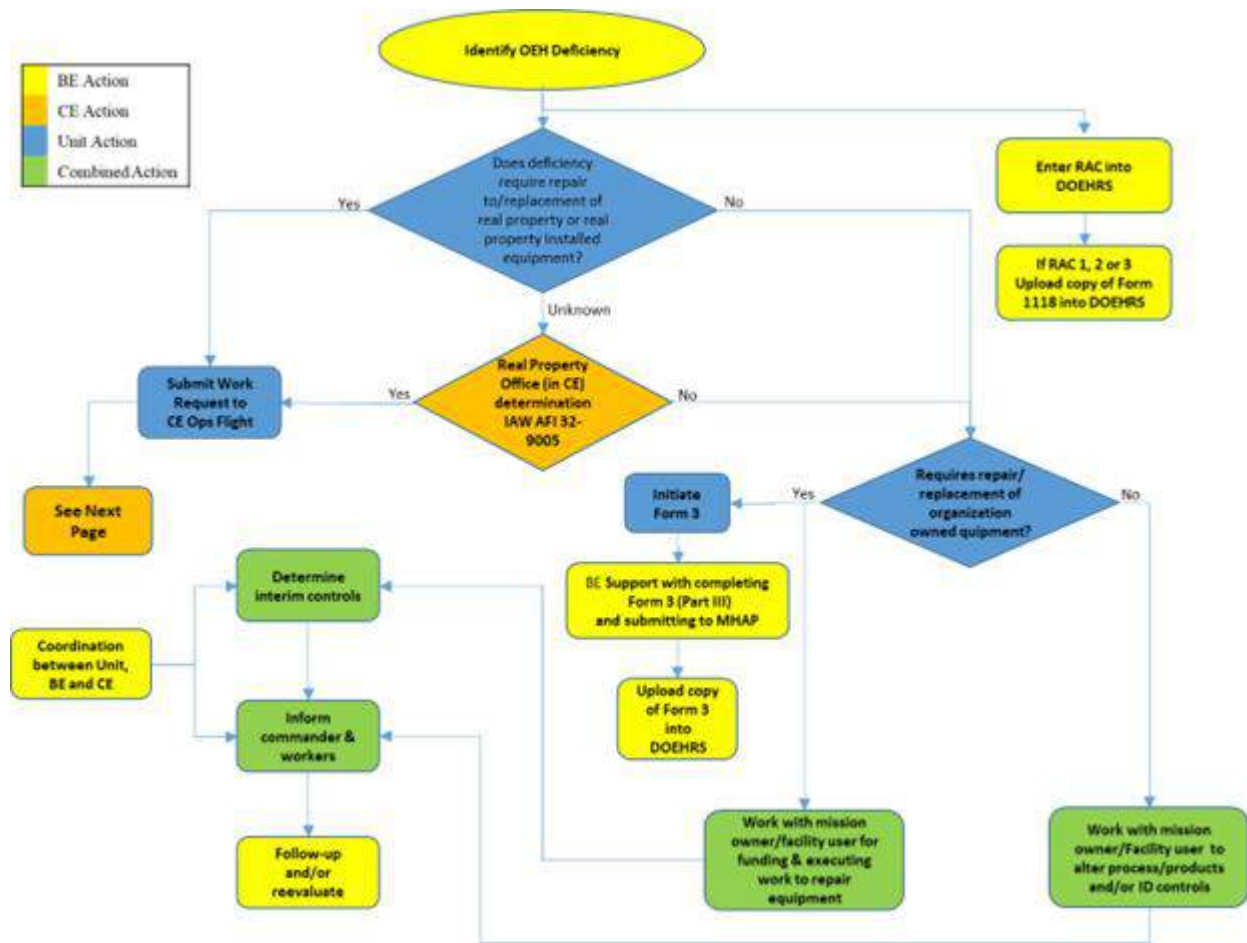 Identify OEH Deficiency
BE Action
CE Action
Unit Action
Combined Action
Does deficiency
require repair
to/replacement of
real property or real
property installed
equipment?
Yes
No
Unknown
Enter RAC into
DOEHRS
If RAC 1, 2 or 3
Upload copy of Form
1118 into DOEHRS
Submit Work
Request to
CE Ops Flight
Yes
Real Property
Office (in CE)
determination
IAW AFI 32-
9005
No
See Next
Page
Initiate
Form 3
Yes
Requires repair/
replacement of
organization
owned quipment?
No
Determine
interim controls
BE Support with completing
Form 3 (Part III)
and submitting to MHAP
Coordination
between Unit,
BE and CE
Upload copy
of Form 3
into
DOEHRS
Inform
commander &
workers
Follow-up
and/or
reevaluate
Work with mission
owner/facility user for
funding & executing
work to repair
equipment
Work with mission
owner/Facility user to
alter process/products
and/or ID controls